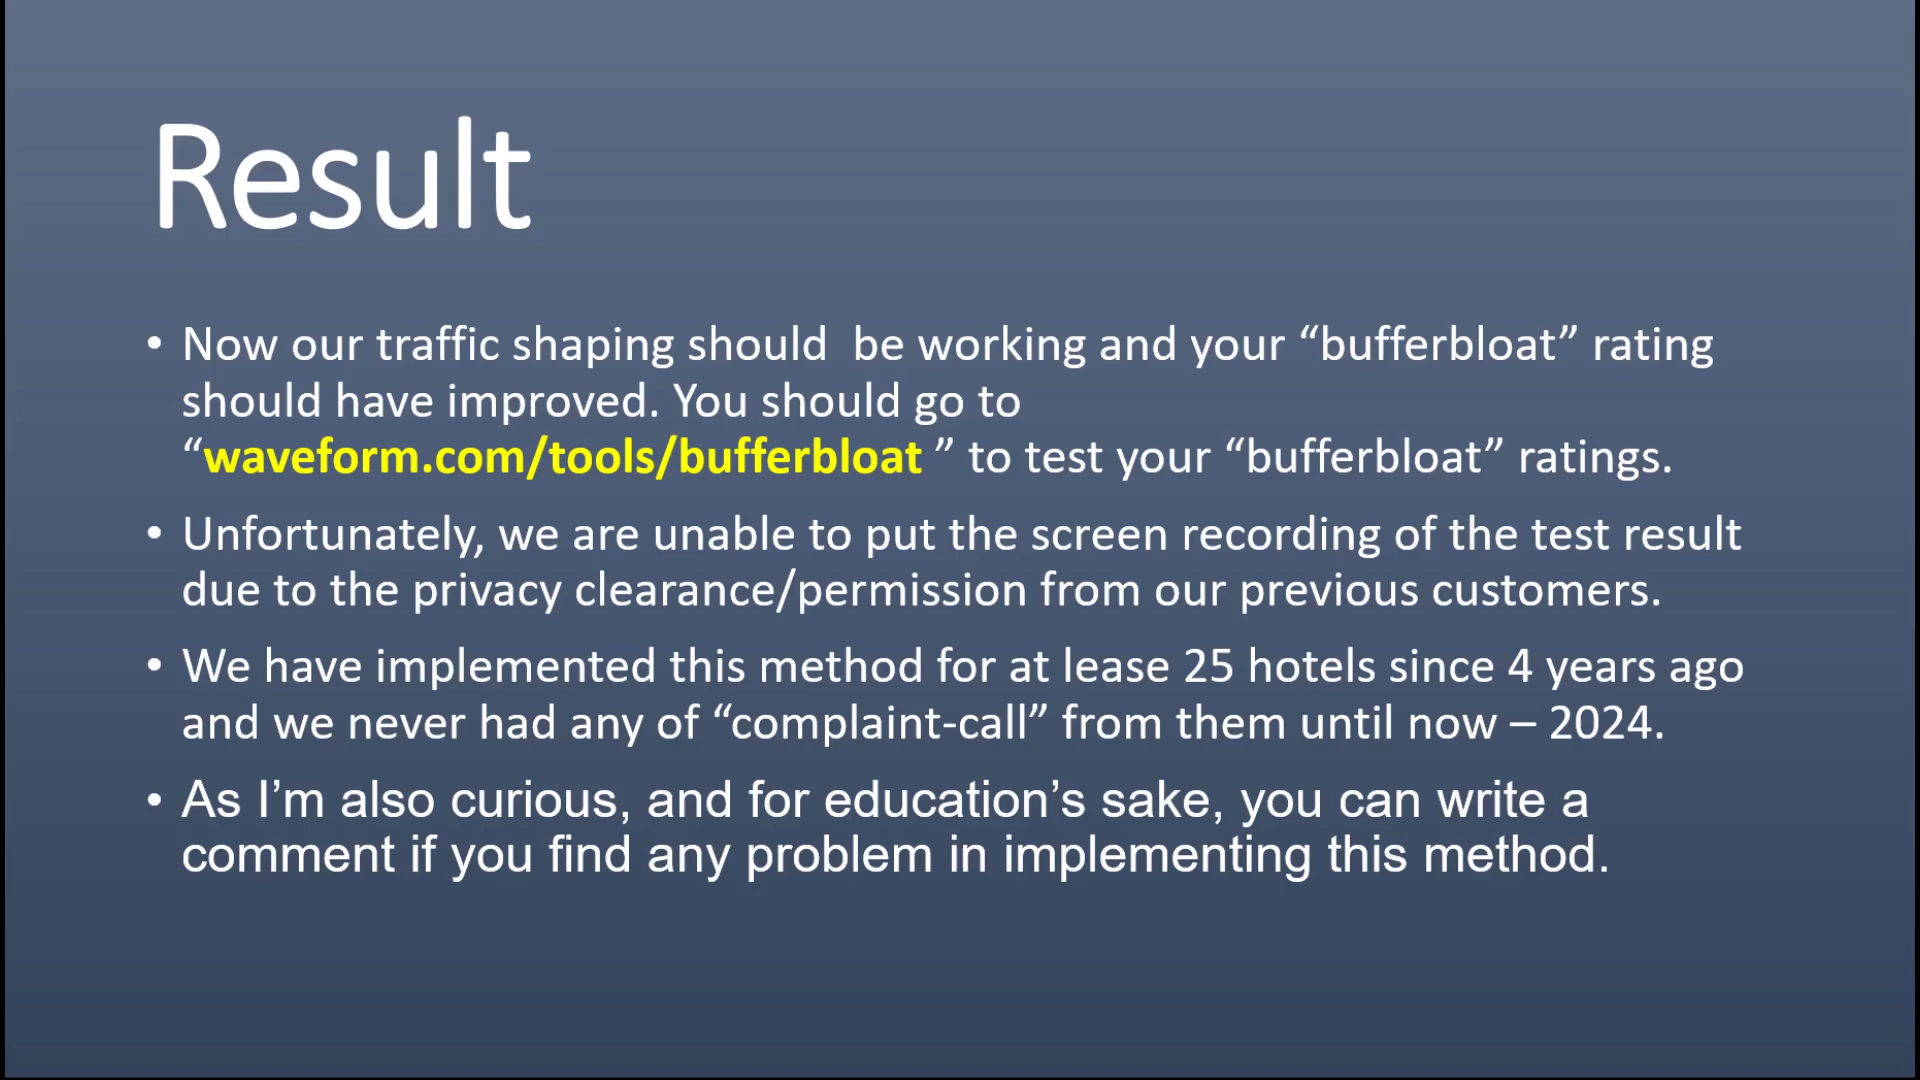 Result
• Now our traffic shaping should  be working and your “bufferbloat” rating
should have improved. You should go to
“waveform.com/tools/bufferbloat ” to test your “bufferbloat” ratings.
• Unfortunately, we are unable to put the screen recording of the test result
due to the privacy clearance/permission from our previous customers.
• We have implemented this method for at lease 25 hotels since 4 years ago
and we never had any of “complaint-call” from them until now – 2024.
• As I’m also curious, and for education’s sake, you can write a
comment if you find any problem in implementing this method.